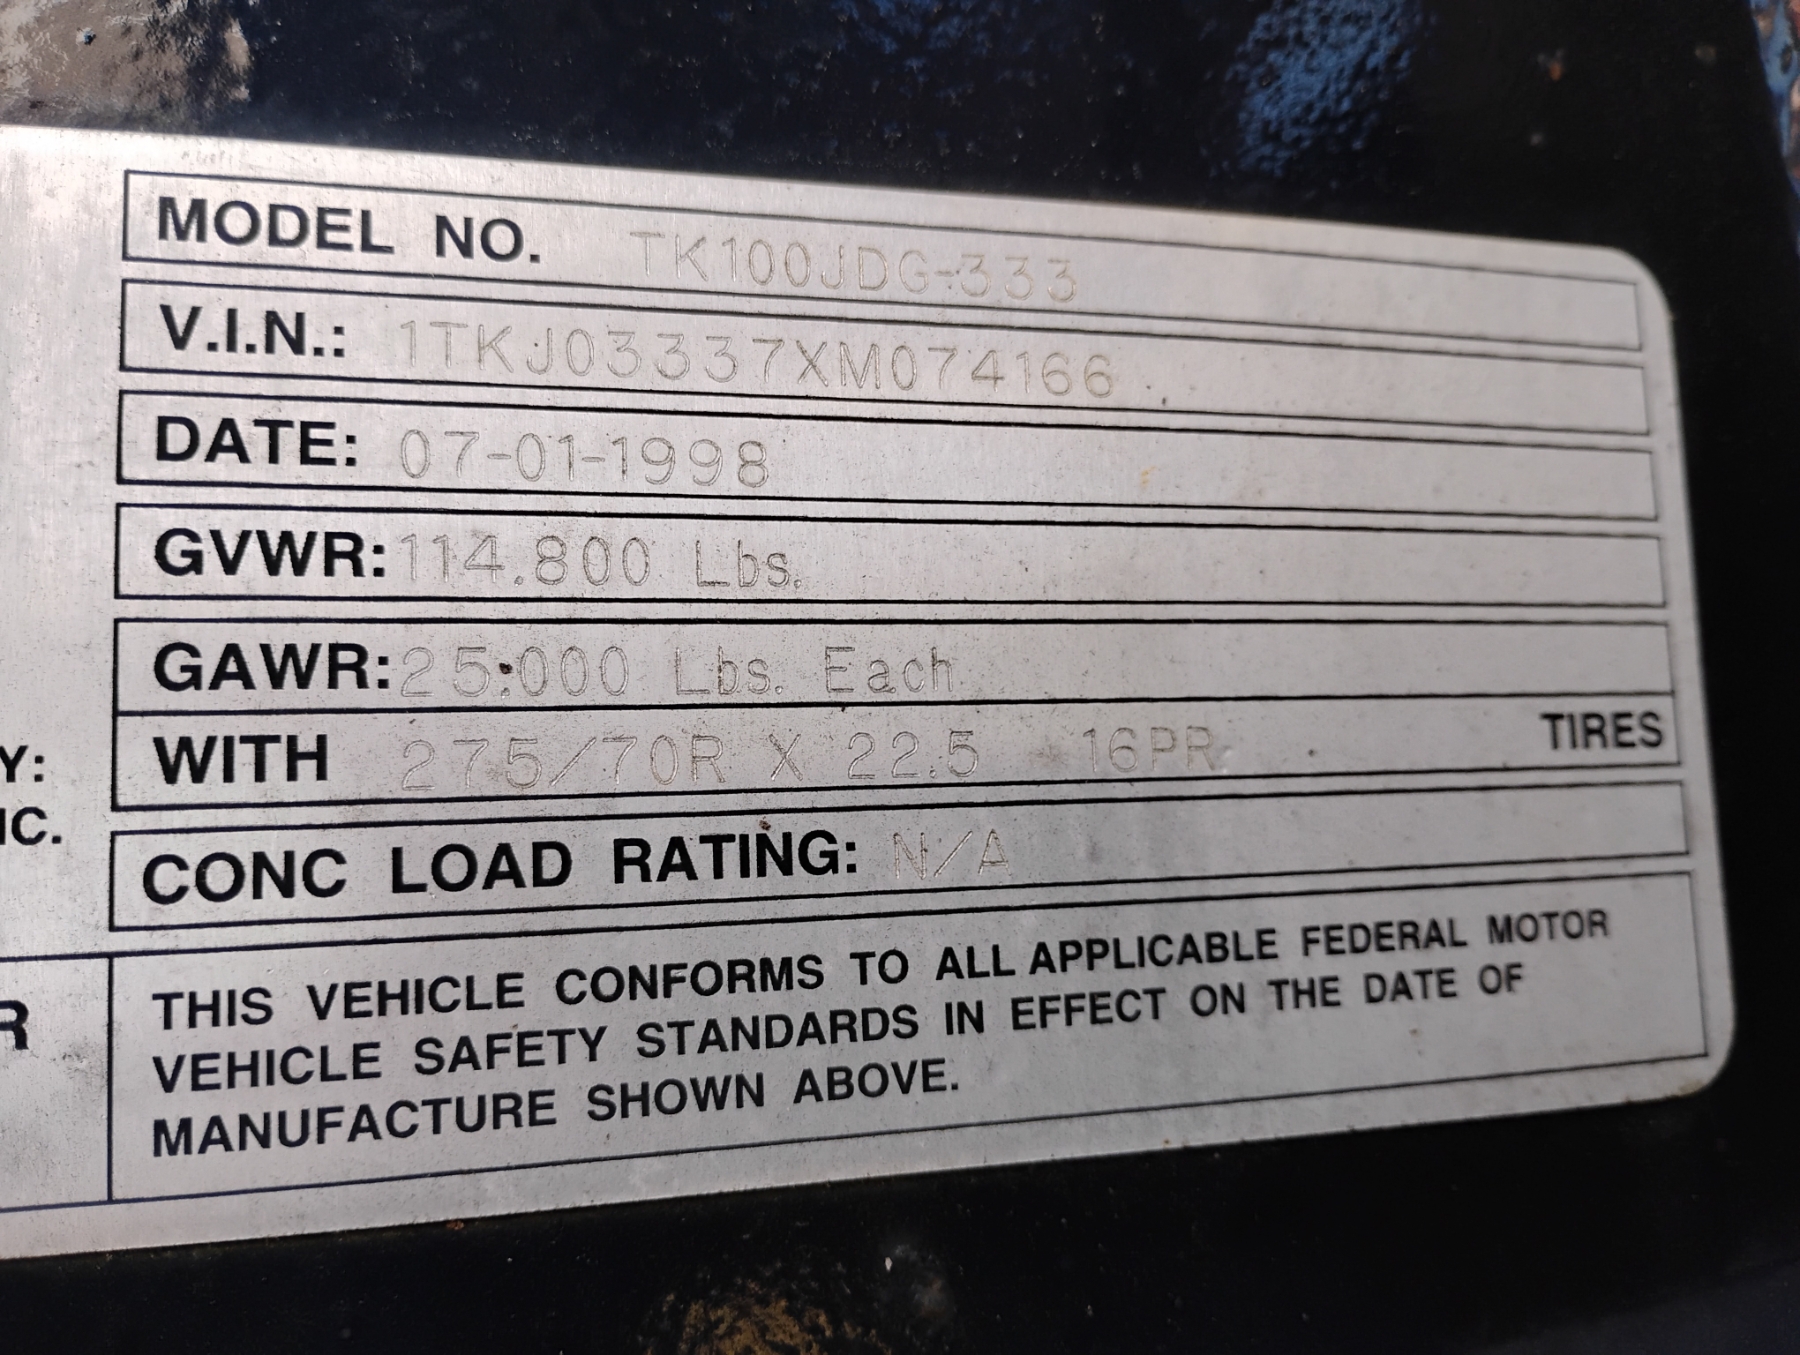 MODEL NO. TK100JDG-333
V.I.N.: 1TKJ03337XM074166
DATE: 07-01-1998
GVWR: 114.800 Lbs.
GAWR: 25.000 Lbs. Each
WITH 275/70R X 22.5 16PR TIRES
Y:
IC.
CONC LOAD RATING: N/A
R
THIS VEHICLE CONFORMS TO ALL APPLICABLE FEDERAL MOTOR
VEHICLE SAFETY STANDARDS IN EFFECT ON THE DATE OF
MANUFACTURE SHOWN ABOVE.